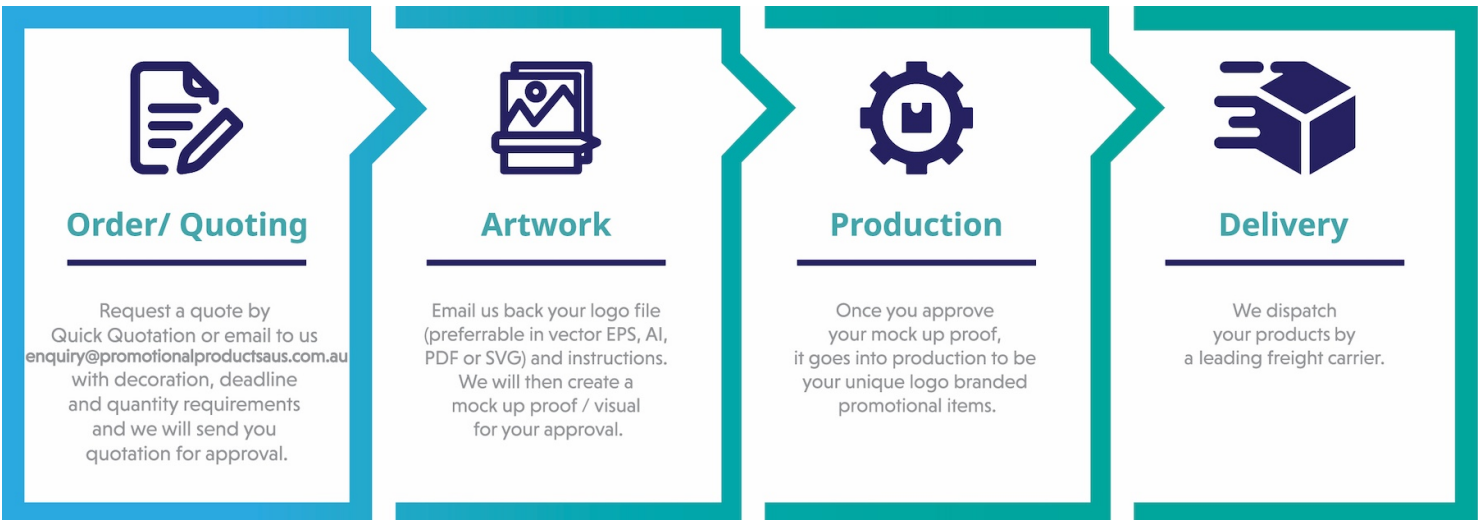 Order/ Quoting
Request a quote by
Quick Quotation or email to us
enquiry@promotionalproductsaus.com.au
with decoration, deadline
and quantity requirements
and we will send you
quotation for approval.
Artwork
Email us back your logo file
(preferrable in vector EPS, AI,
PDF or SVG) and instructions.
We will then create a
mock up proof / visual
for your approval.
Production
Once you approve
your mock up proof,
it goes into production to be
your unique logo branded
promotional items.
Delivery
We dispatch
your products by
a leading freight carrier.